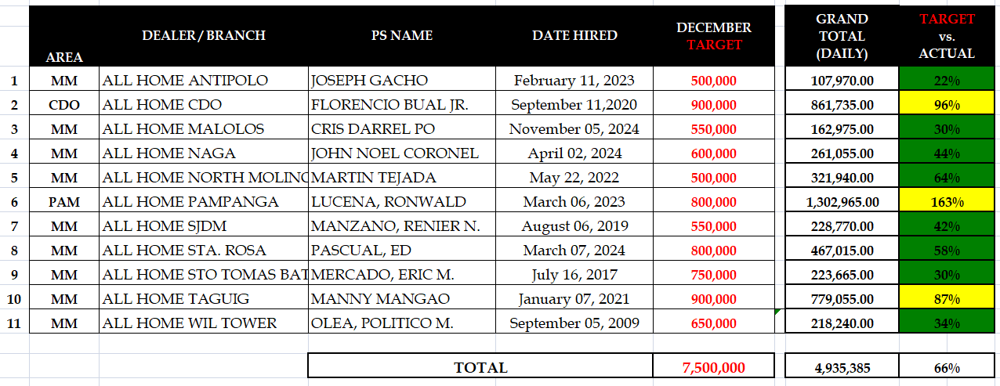 AREA DEALER / BRANCH PS NAME DATE HIRED DECEMBER TARGET GRAND TOTAL (DAILY) TARGET vs. ACTUAL
1 MM ALL HOME ANTIPOLO JOSEPH GACHO February 11, 2023 500,000 107,970.00 22%
2 CDO ALL HOME CDO FLORENCIO BUAL JR. September 11,2020 900,000 861,735.00 96%
3 MM ALL HOME MALOLOS CRIS DARREL PO November 05, 2024 550,000 162,975.00 30%
4 MM ALL HOME NAGA JOHN NOEL CORONEL April 02, 2024 600,000 261,055.00 44%
5 MM ALL HOME NORTH MOLINO MARTIN TEJADA May 22, 2022 500,000 321,940.00 64%
6 PAM ALL HOME PAMPANGA LUCENA, RONWALD March 06, 2023 800,000 1,302,965.00 163%
7 MM ALL HOME SJDM MANZANO, RENIER N. August 06, 2019 550,000 228,770.00 42%
8 MM ALL HOME STA. ROSA PASCUAL, ED March 07, 2024 800,000 467,015.00 58%
9 MM ALL HOME STO TOMAS BAT MERCADO, ERIC M. July 16, 2017 750,000 223,665.00 30%
10 MM ALL HOME TAGUIG MANNY MANGAO January 07, 2021 900,000 779,055.00 87%
11 MM ALL HOME WIL TOWER OLEA, POLITICO M. September 05, 2009 650,000 218,240.00 34%
TOTAL 7,500,000 4,935,385 66%